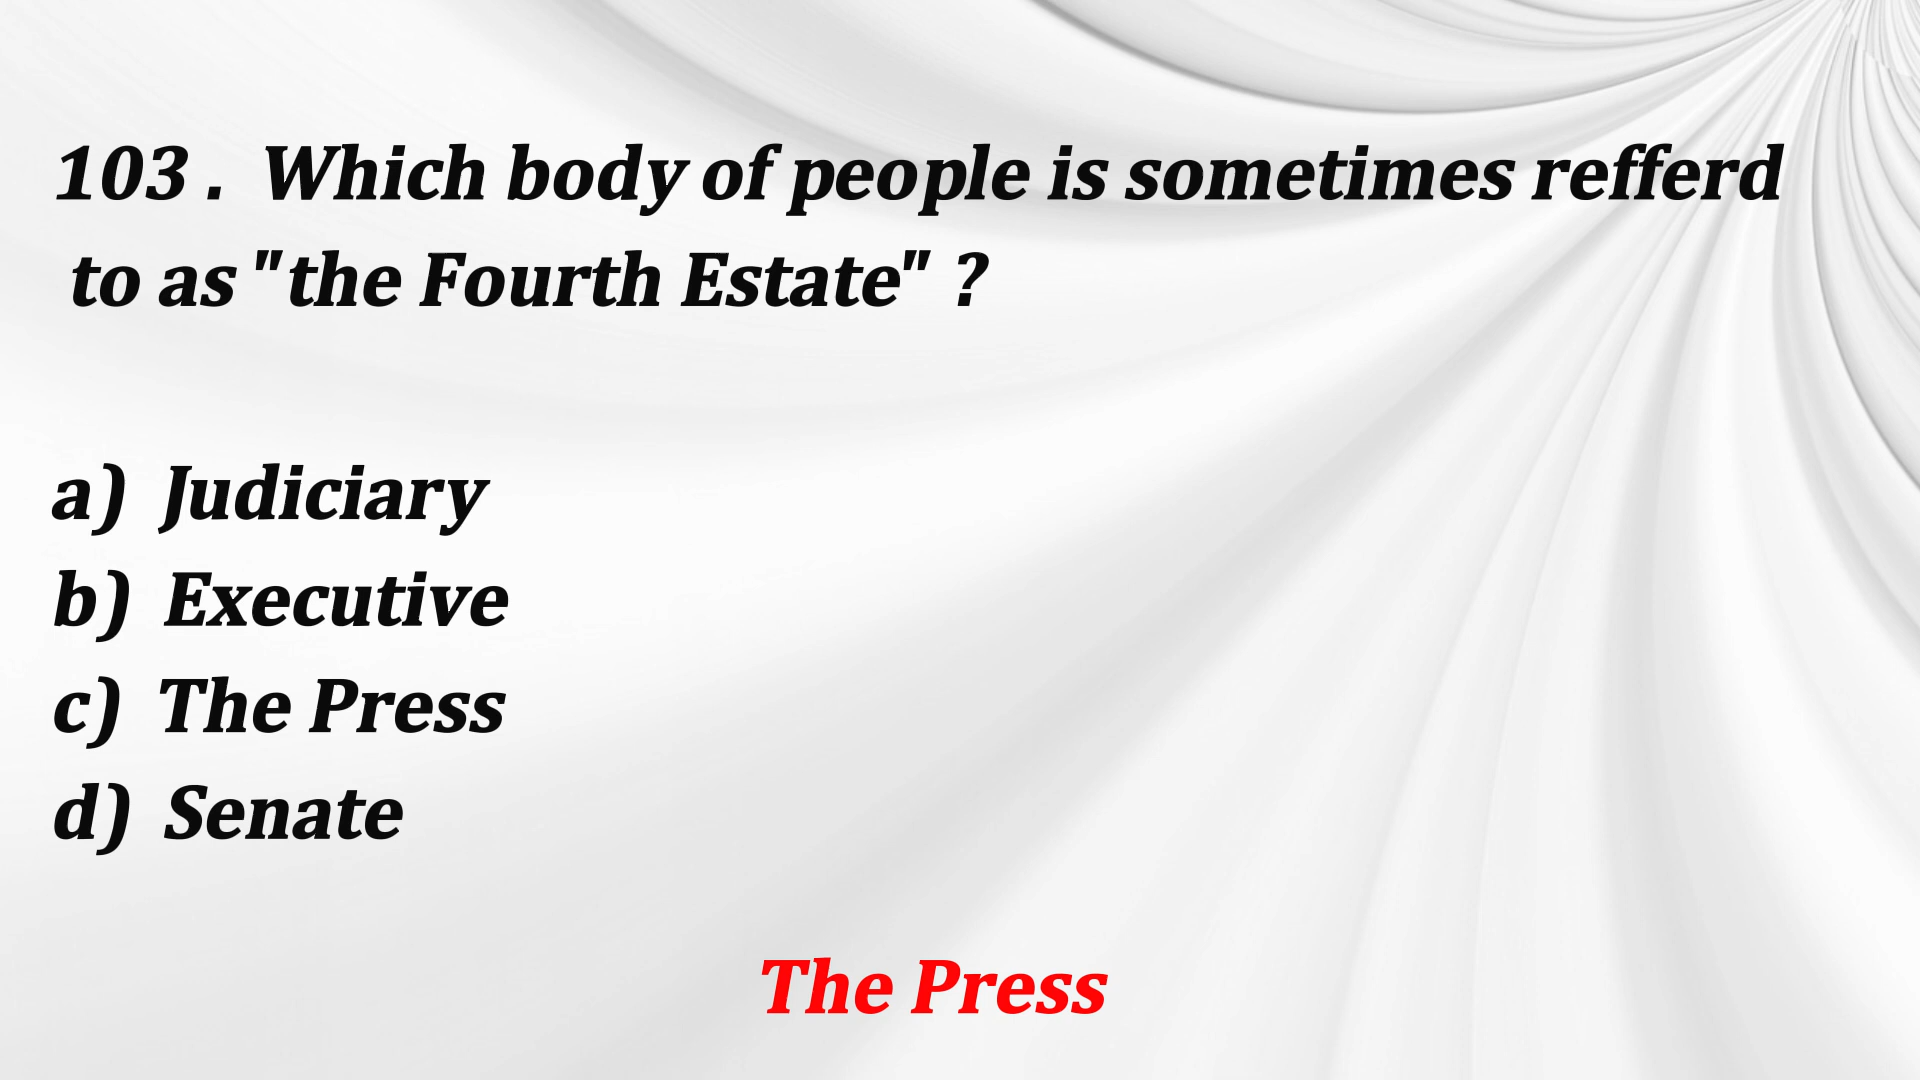 103 . Which body of people is sometimes refferd
to as "the Fourth Estate" ?
a) Judiciary
b) Executive
c) The Press
d) Senate
The Press